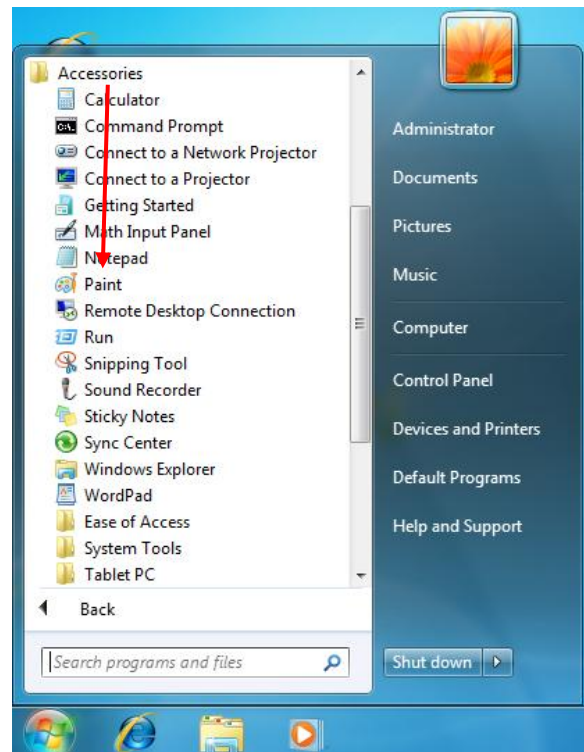 Accessories
Calculator
Command Prompt
Connect to a Network Projector
Connect to a Projector
Getting Started
Math Input Panel
Notepad
Paint
Remote Desktop Connection
Run
Snipping Tool
Sound Recorder
Sticky Notes
Sync Center
Windows Explorer
WordPad
Ease of Access
System Tools
Tablet PC
Back
Search programs and files
Administrator
Documents
Pictures
Music
Computer
Control Panel
Devices and Printers
Default Programs
Help and Support
Shut down